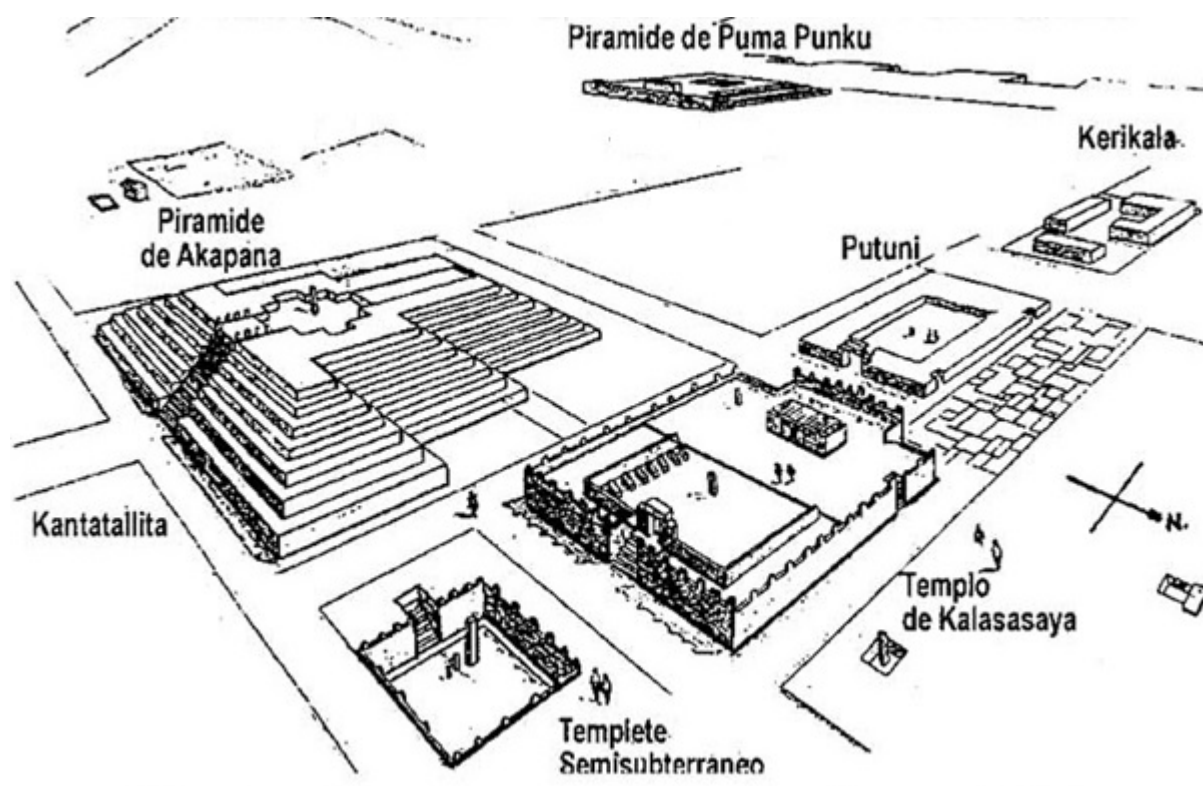 Piramide de Puma Punku
Kerikala
Piramide
de Akapana
Putuni
Kantatallita
N.
Templo
de Kalasasaya
Templete
Semisubterraneo